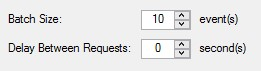 Batch Size: 10 event(s)
Delay Between Requests: 0 second(s)